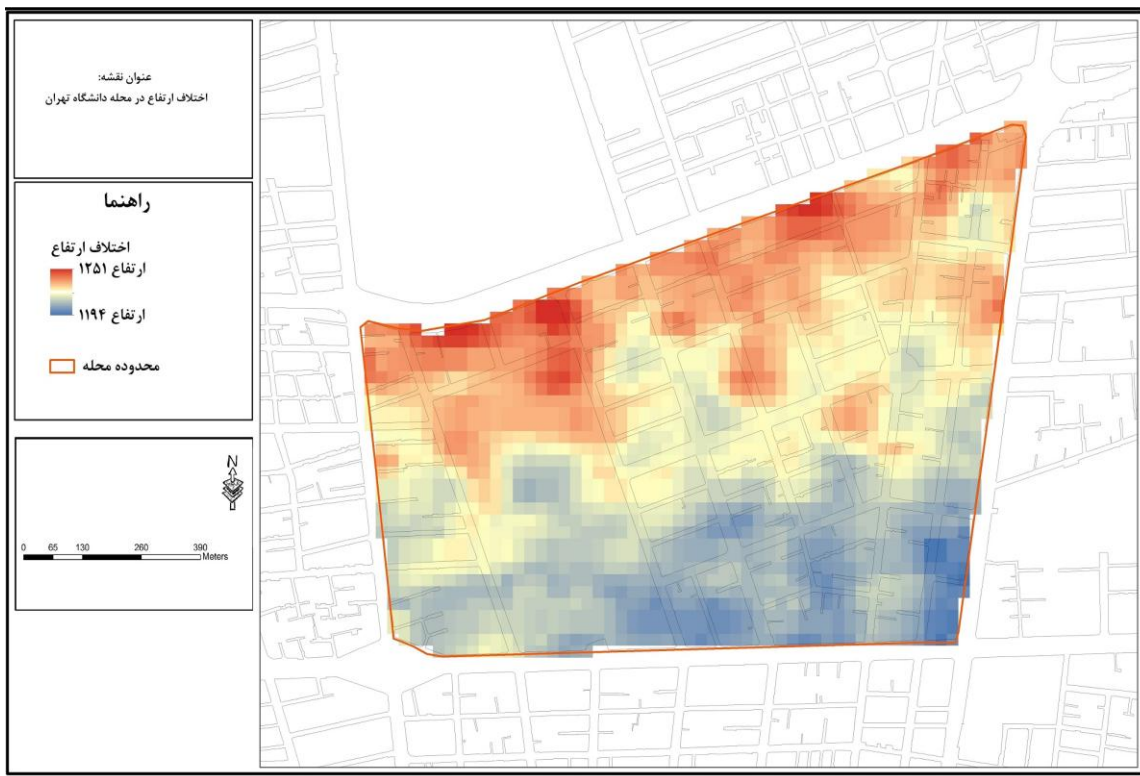 عنوان نقشه:
اختلاف ارتفاع در محله دانشگاه تهران
راهنما
اختلاف ارتفاع
ارتفاع ۱۲۵۱
ارتفاع ۱۱۹۴
محدوده محله
N
0 65 130 260 390
Meters